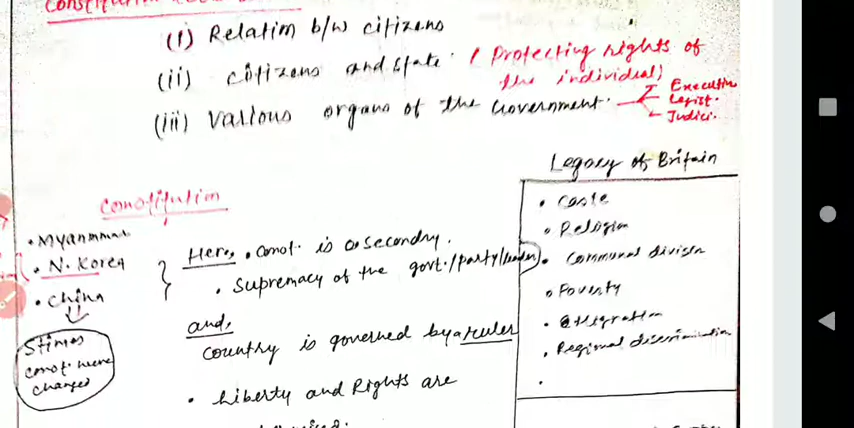 (i) Relation b/w citizens
(ii) citizens and state. (Protecting rights of
the individual)
(iii) various organs of the Government.
Legist.
Judici.
Legacy of Britain
• Caste
• Religion
• Communal division
• Poverty
• Regional discrimination
•
Constitution
• Myanmar
• N. Korea
• China
5 times
const. were
changed
Here, • const. is a secondry.
• Supremacy of the govt./party/leader
and,
Country is governed by a ruler
• Liberty and Rights are